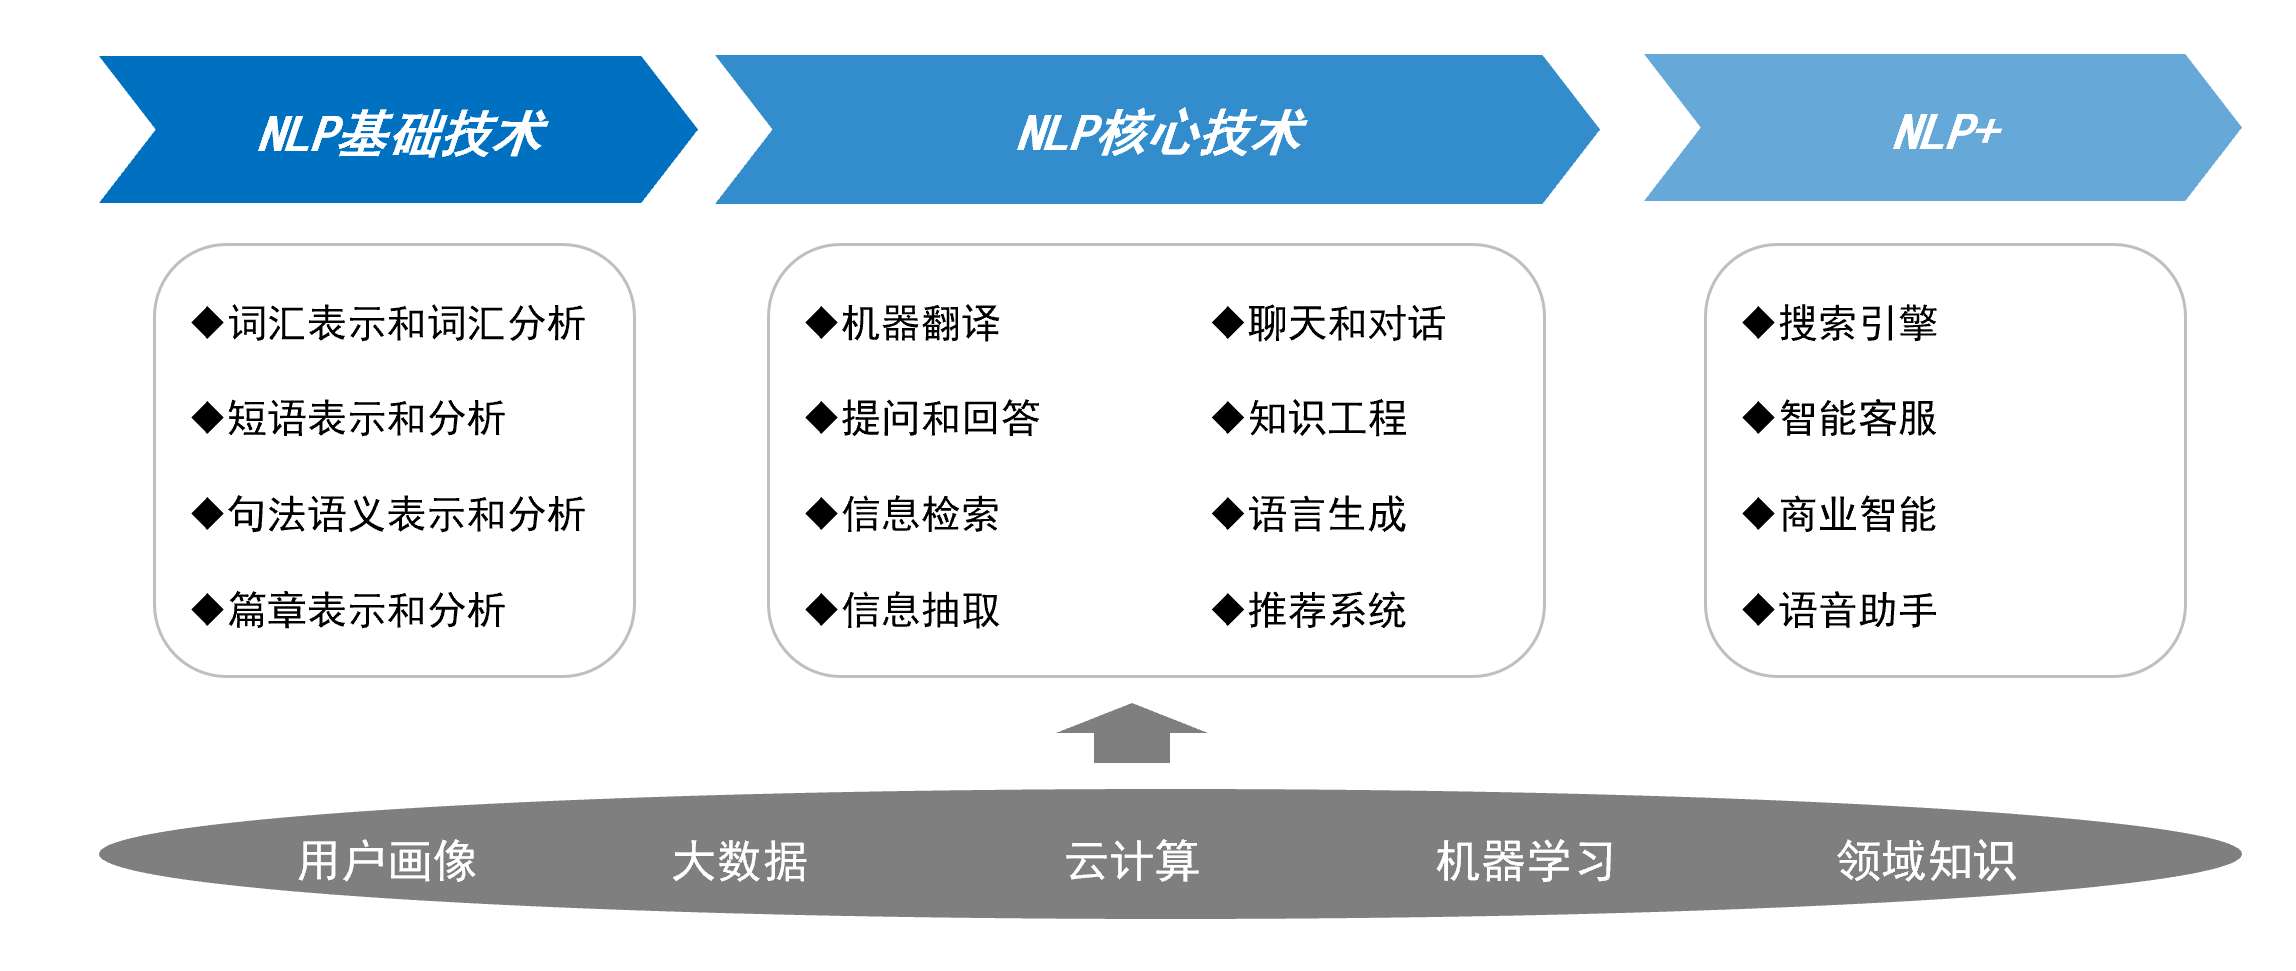 NLP基础技术
NLP核心技术
NLP+
◆词汇表示和词汇分析
◆短语表示和分析
◆句法语义表示和分析
◆篇章表示和分析
◆机器翻译
◆提问和回答
◆信息检索
◆信息抽取
◆聊天和对话
◆知识工程
◆语言生成
◆推荐系统
◆搜索引擎
◆智能客服
◆商业智能
◆语音助手
用户画像 大数据 云计算 机器学习 领域知识